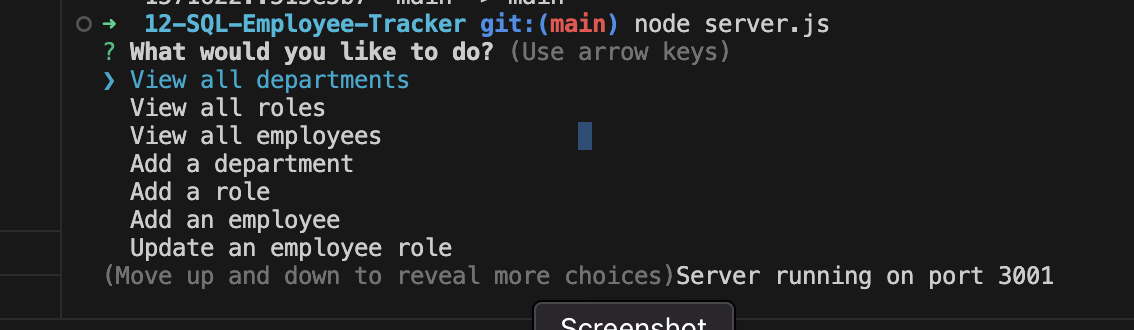 ➜ 12-SQL-Employee-Tracker git:(main) node server.js
? What would you like to do? (Use arrow keys)
❯ View all departments
View all roles
View all employees
Add a department
Add a role
Add an employee
Update an employee role
(Move up and down to reveal more choices)Server running on port 3001
Screenshot